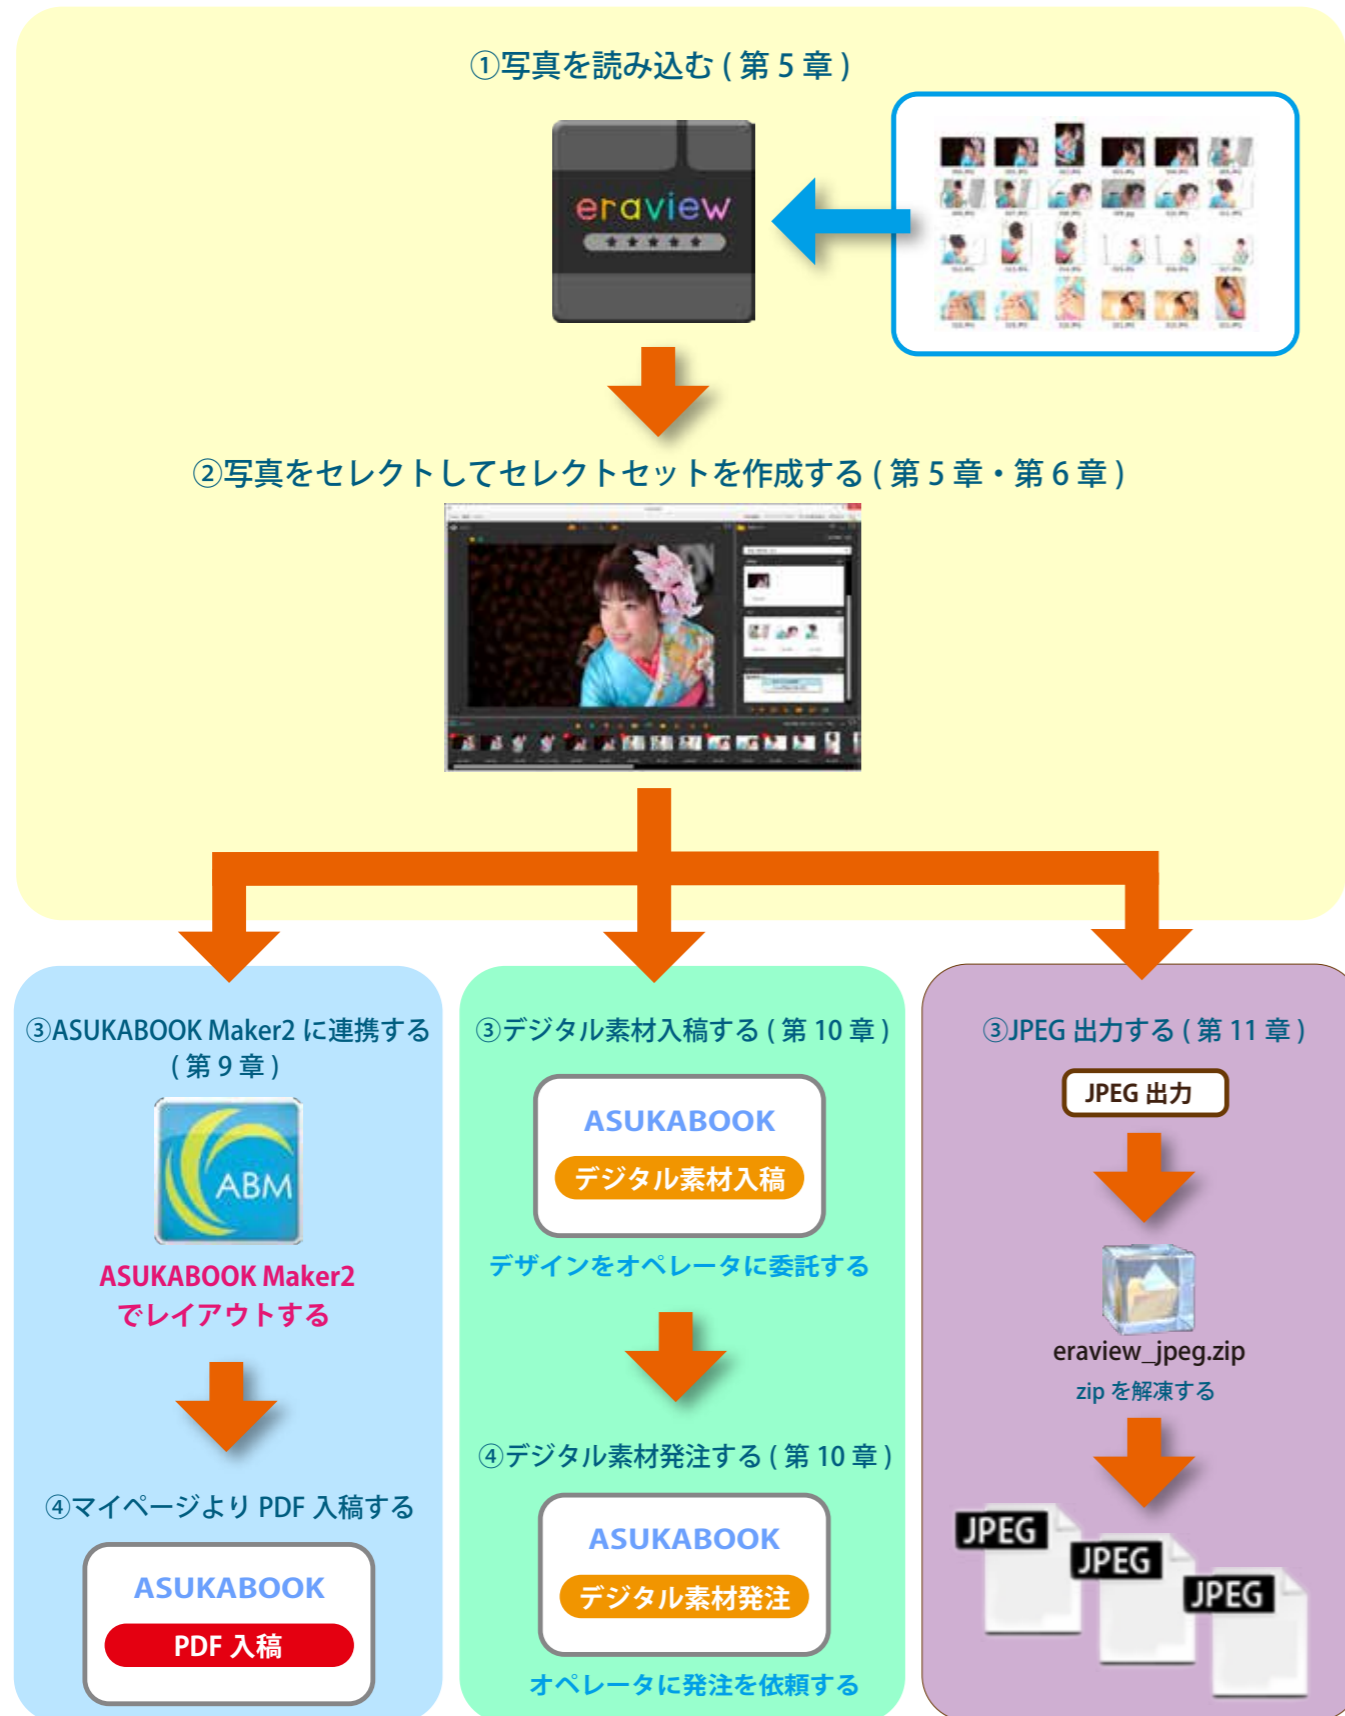 ①写真を読み込む ( 第 5 章 )
eraview
②写真をセレクトしてセレクトセットを作成する ( 第 5 章・第 6 章 )
③ASUKABOOK Maker2 に連携する
( 第 9 章 )
ABM
ASUKABOOK Maker2
でレイアウトする
④マイページより PDF 入稿する
ASUKABOOK
PDF 入稿
③デジタル素材入稿する ( 第 10 章 )
ASUKABOOK
デジタル素材入稿
デザインをオペレータに委託する
④デジタル素材発注する ( 第 10 章 )
ASUKABOOK
デジタル素材発注
オペレータに発注を依頼する
③JPEG 出力する ( 第 11 章 )
JPEG 出力
eraview_jpeg.zip
zip を解凍する
JPEG
JPEG
JPEG